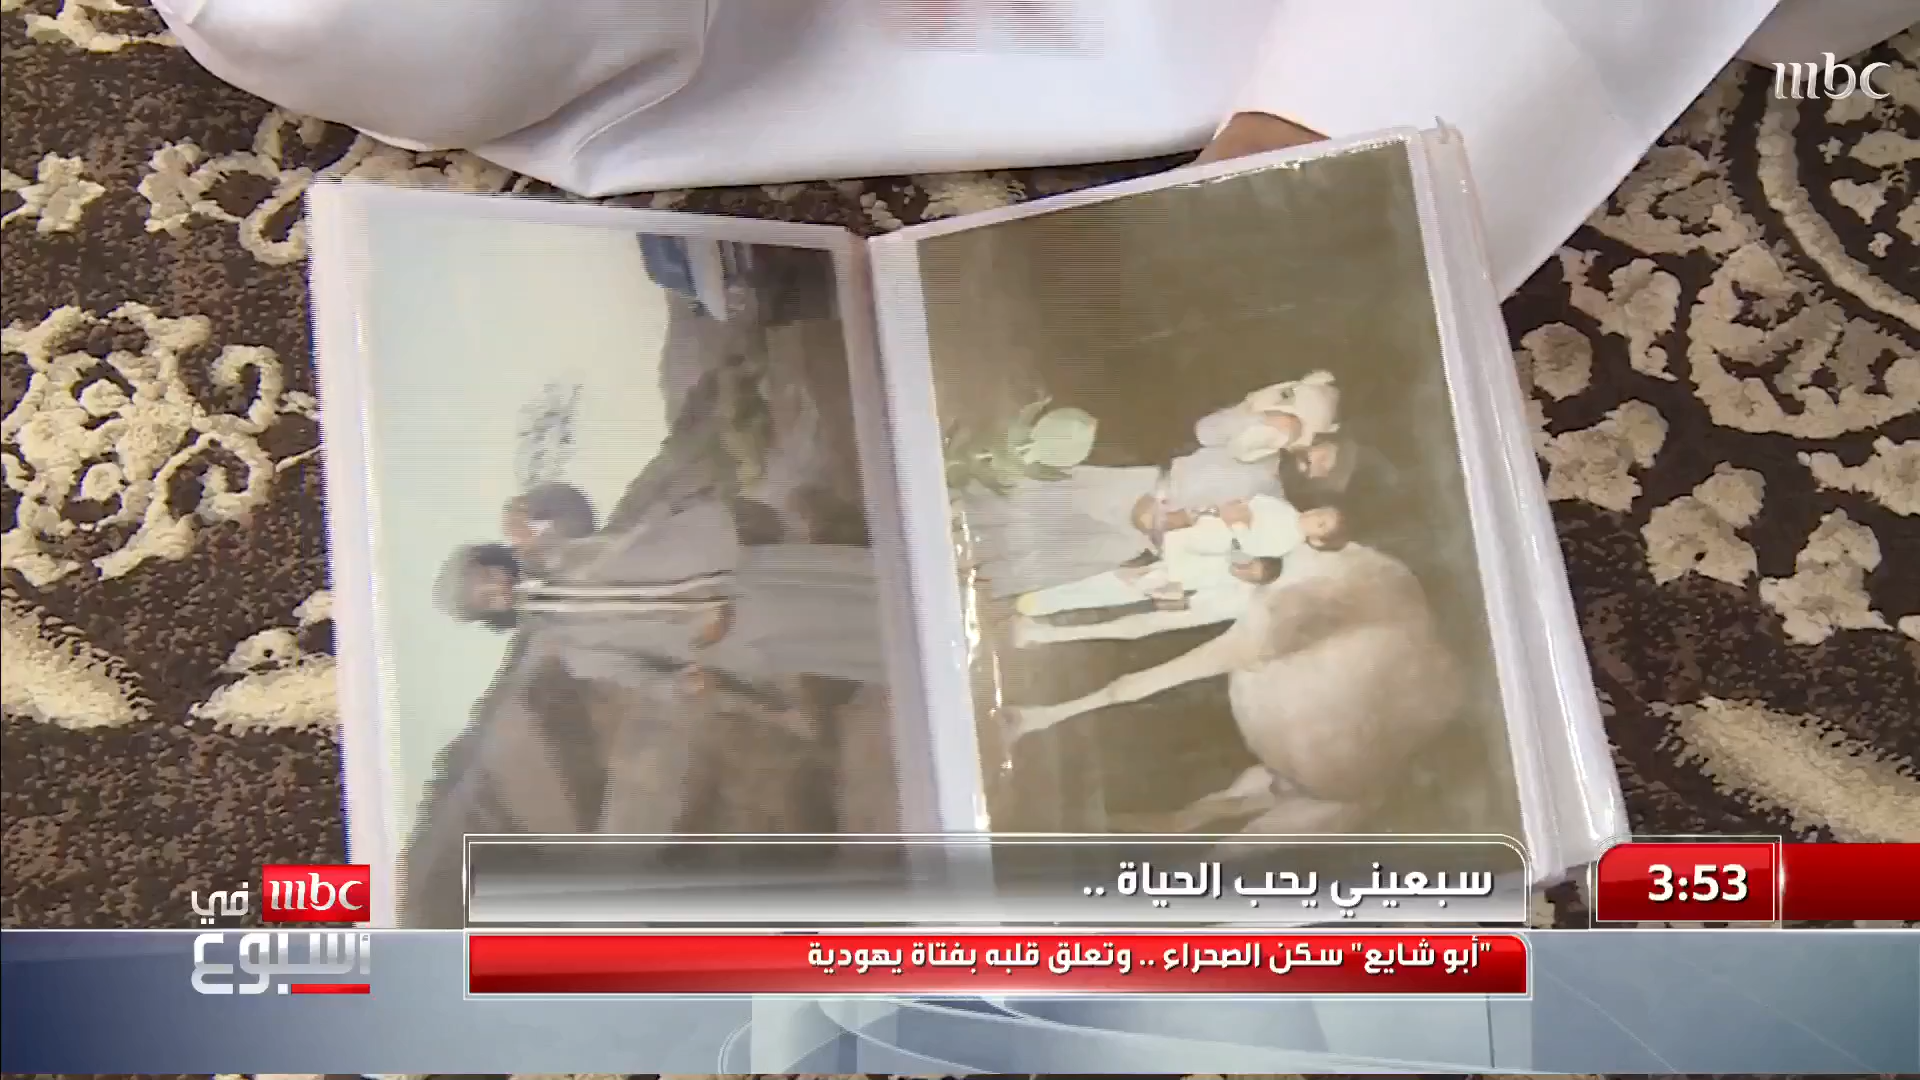 mbc
سبعيني يحب الحياة ..
3:53
"أبو شايع" سكن الصحراء .. وتعلق قلبه بفتاة يهودية
mbc في
أسبوع